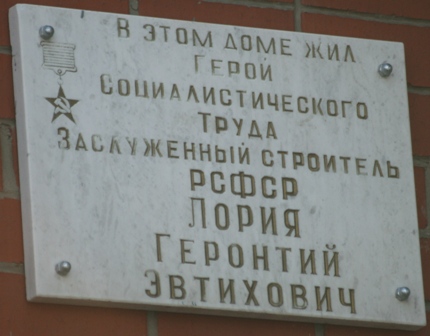 В ЭТОМ ДОМЕ ЖИЛ
ГЕРОЙ
СОЦИАЛИСТИЧЕСКОГО
ТРУДА
ЗАСЛУЖЕННЫЙ СТРОИТЕЛЬ
РСФСР
ЛОРИЯ
ГЕРОНТИЙ
ЭВТИХОВИЧ